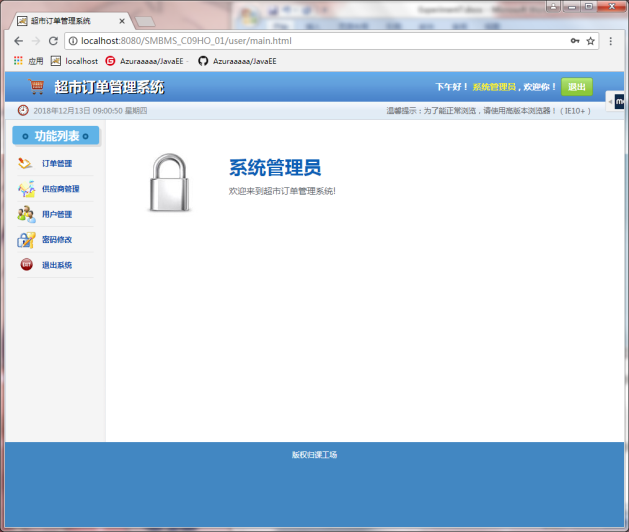 Experiment7.docx - Microsoft
超市订单管理系统
localhost:8080/SMBMS_C09HO_01/user/main.html
应用 localhost Azuraaaaa/JavaEE - Azuraaaaa/JavaEE
超市订单管理系统
下午好！ 系统管理员 , 欢迎你！ 退出
2018年12月13日 09:00:50 星期四
温馨提示：为了能正常浏览，请使用高版本浏览器！（IE10+）
功能列表
订单管理
供应商管理
用户管理
密码修改
退出系统
系统管理员
欢迎来到超市订单管理系统!
版权归课工场